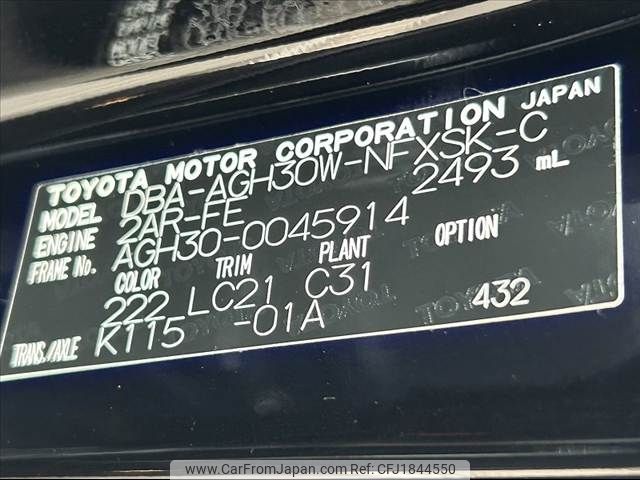 TOYOTA MOTOR CORPORATION JAPAN
MODEL DBA-AGH30W-NFXSK-C
ENGINE 2AR-FE 2493 mL
FRAME No. AGH30-0045914
COLOR TRIM PLANT OPTION
222 LC21 C31
TRANS./AXLE K115 -01A 432
www.CarFromJapan.com - CFJ1844550